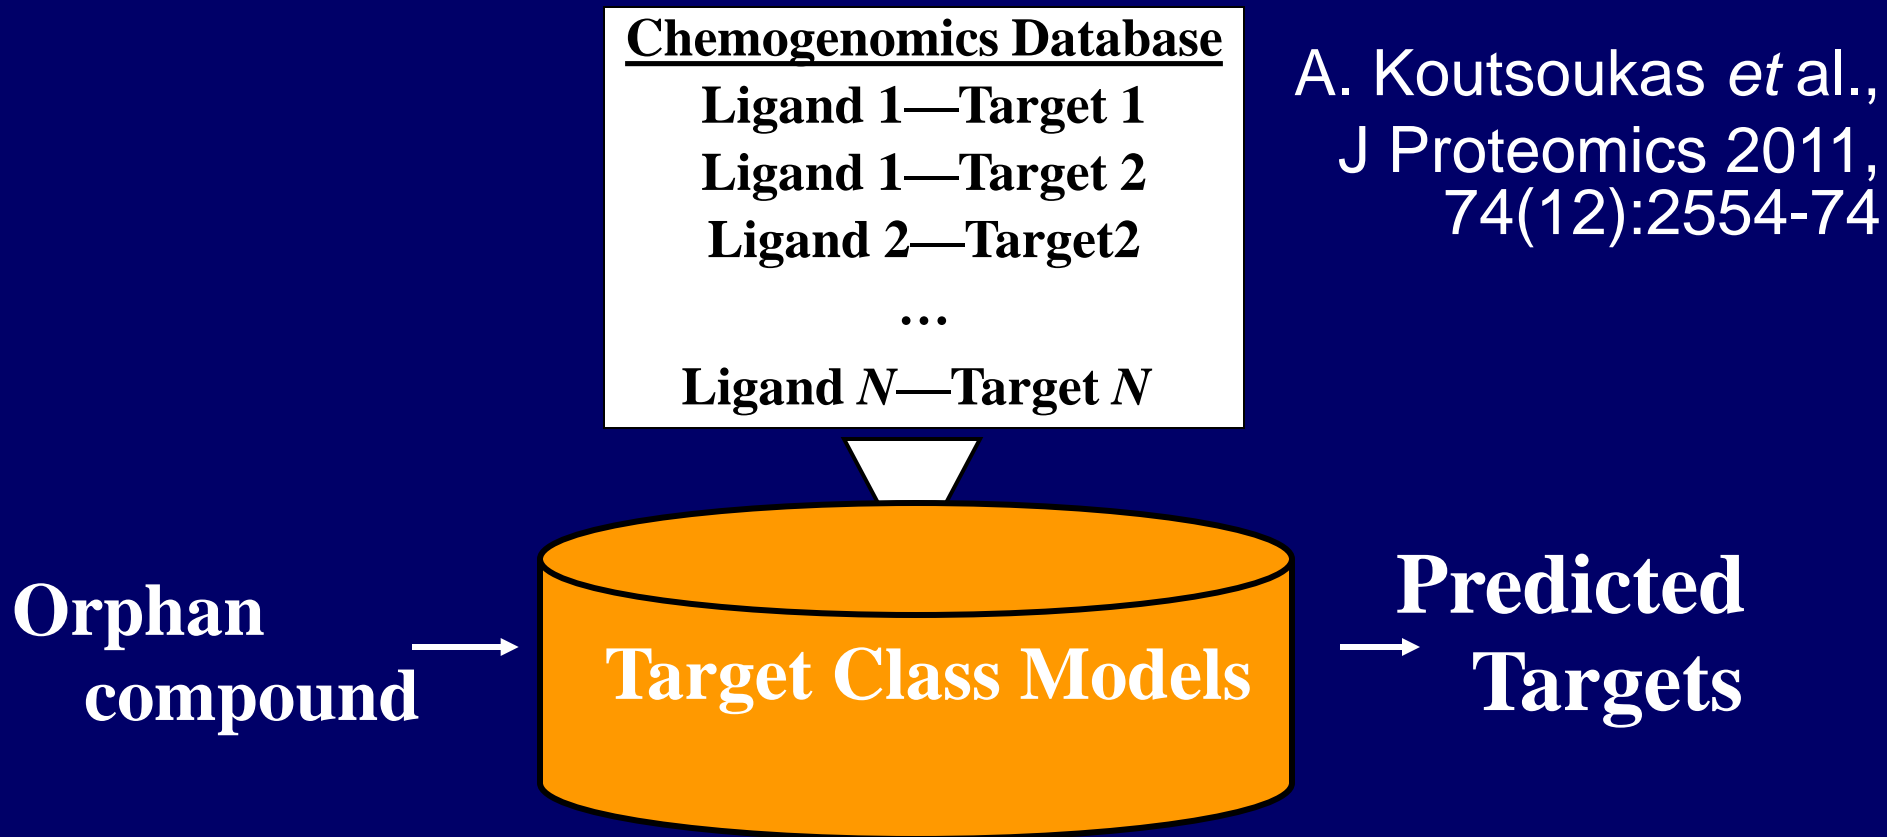 Chemogenomics Database
Ligand 1—Target 1
Ligand 1—Target 2
Ligand 2—Target2
…
Ligand N—Target N
A. Koutsoukas et al.,
J Proteomics 2011,
74(12):2554-74
Orphan
compound
Target Class Models
Predicted
Targets